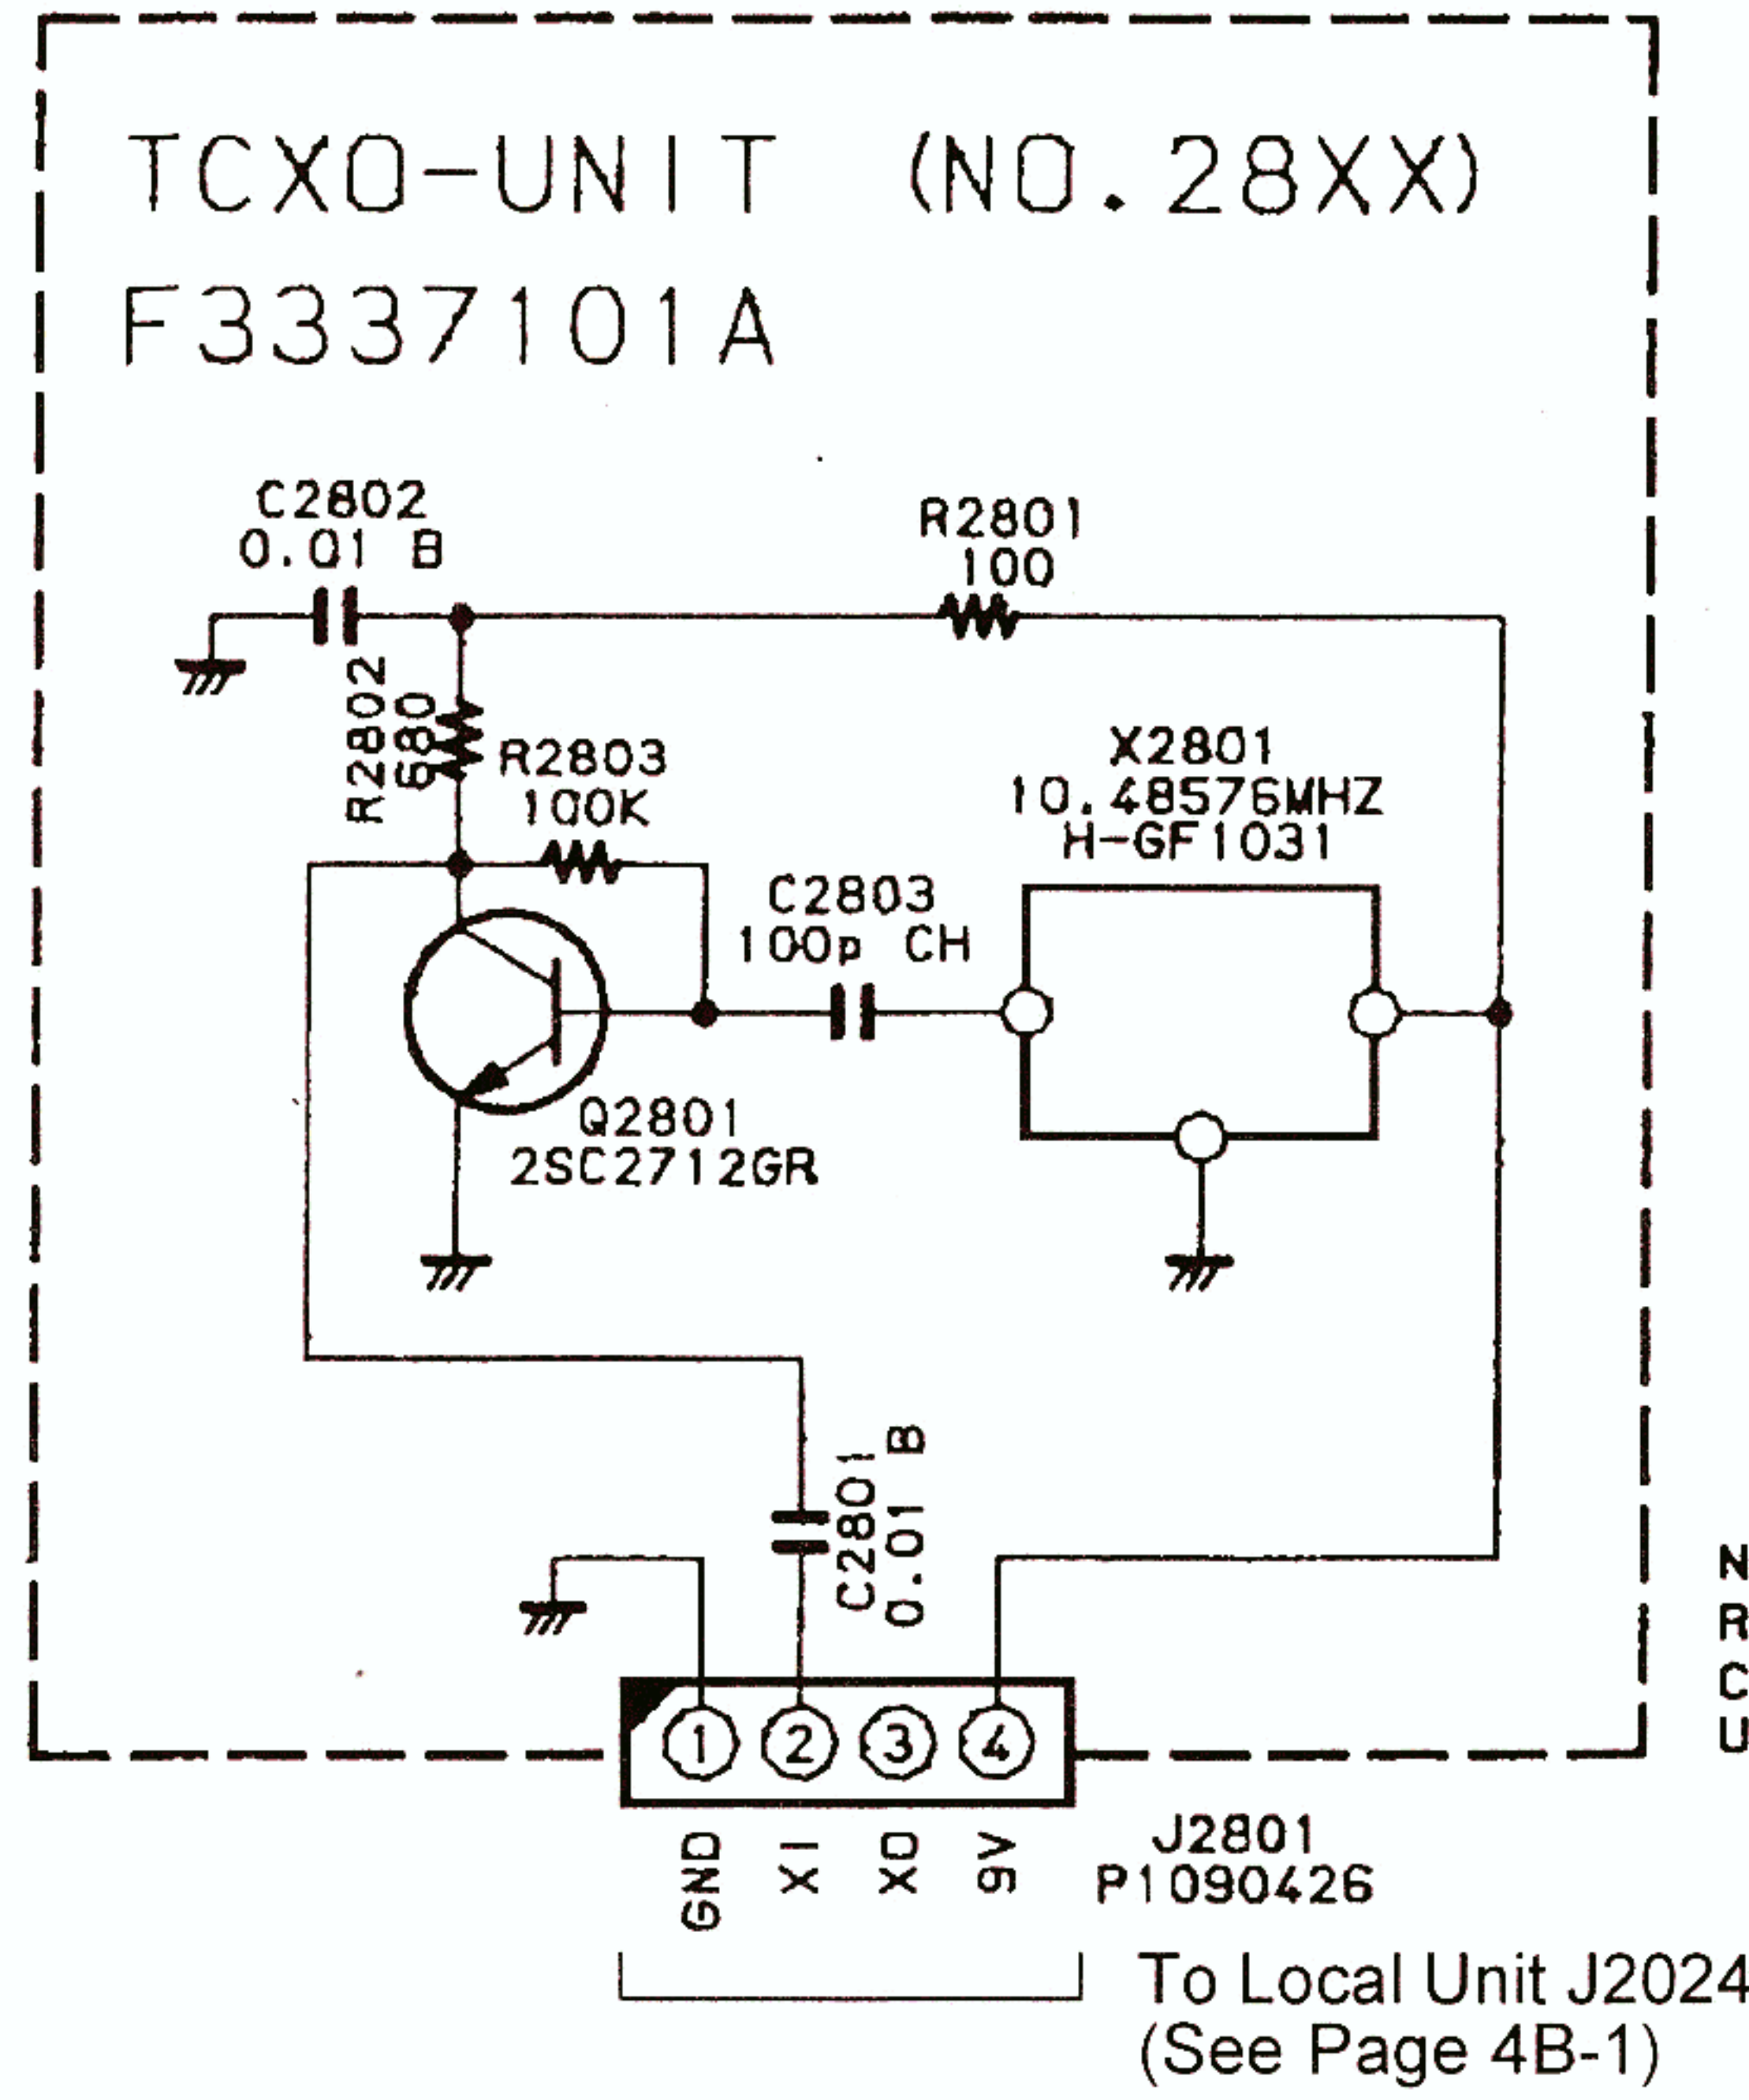 TCXO-UNIT (NO.28XX)
F3337101A
C2802
0.01 B
R2801
100
R2802
680
R2803
100K
X2801
10.48576MHZ
H-GF1031
C2803
100p CH
Q2801
2SC2712GR
C2801
0.01 B
N
R
C
U
1 2 3 4
GND XI XO 9V
J2801
P1090426
To Local Unit J2024
(See Page 4B-1)